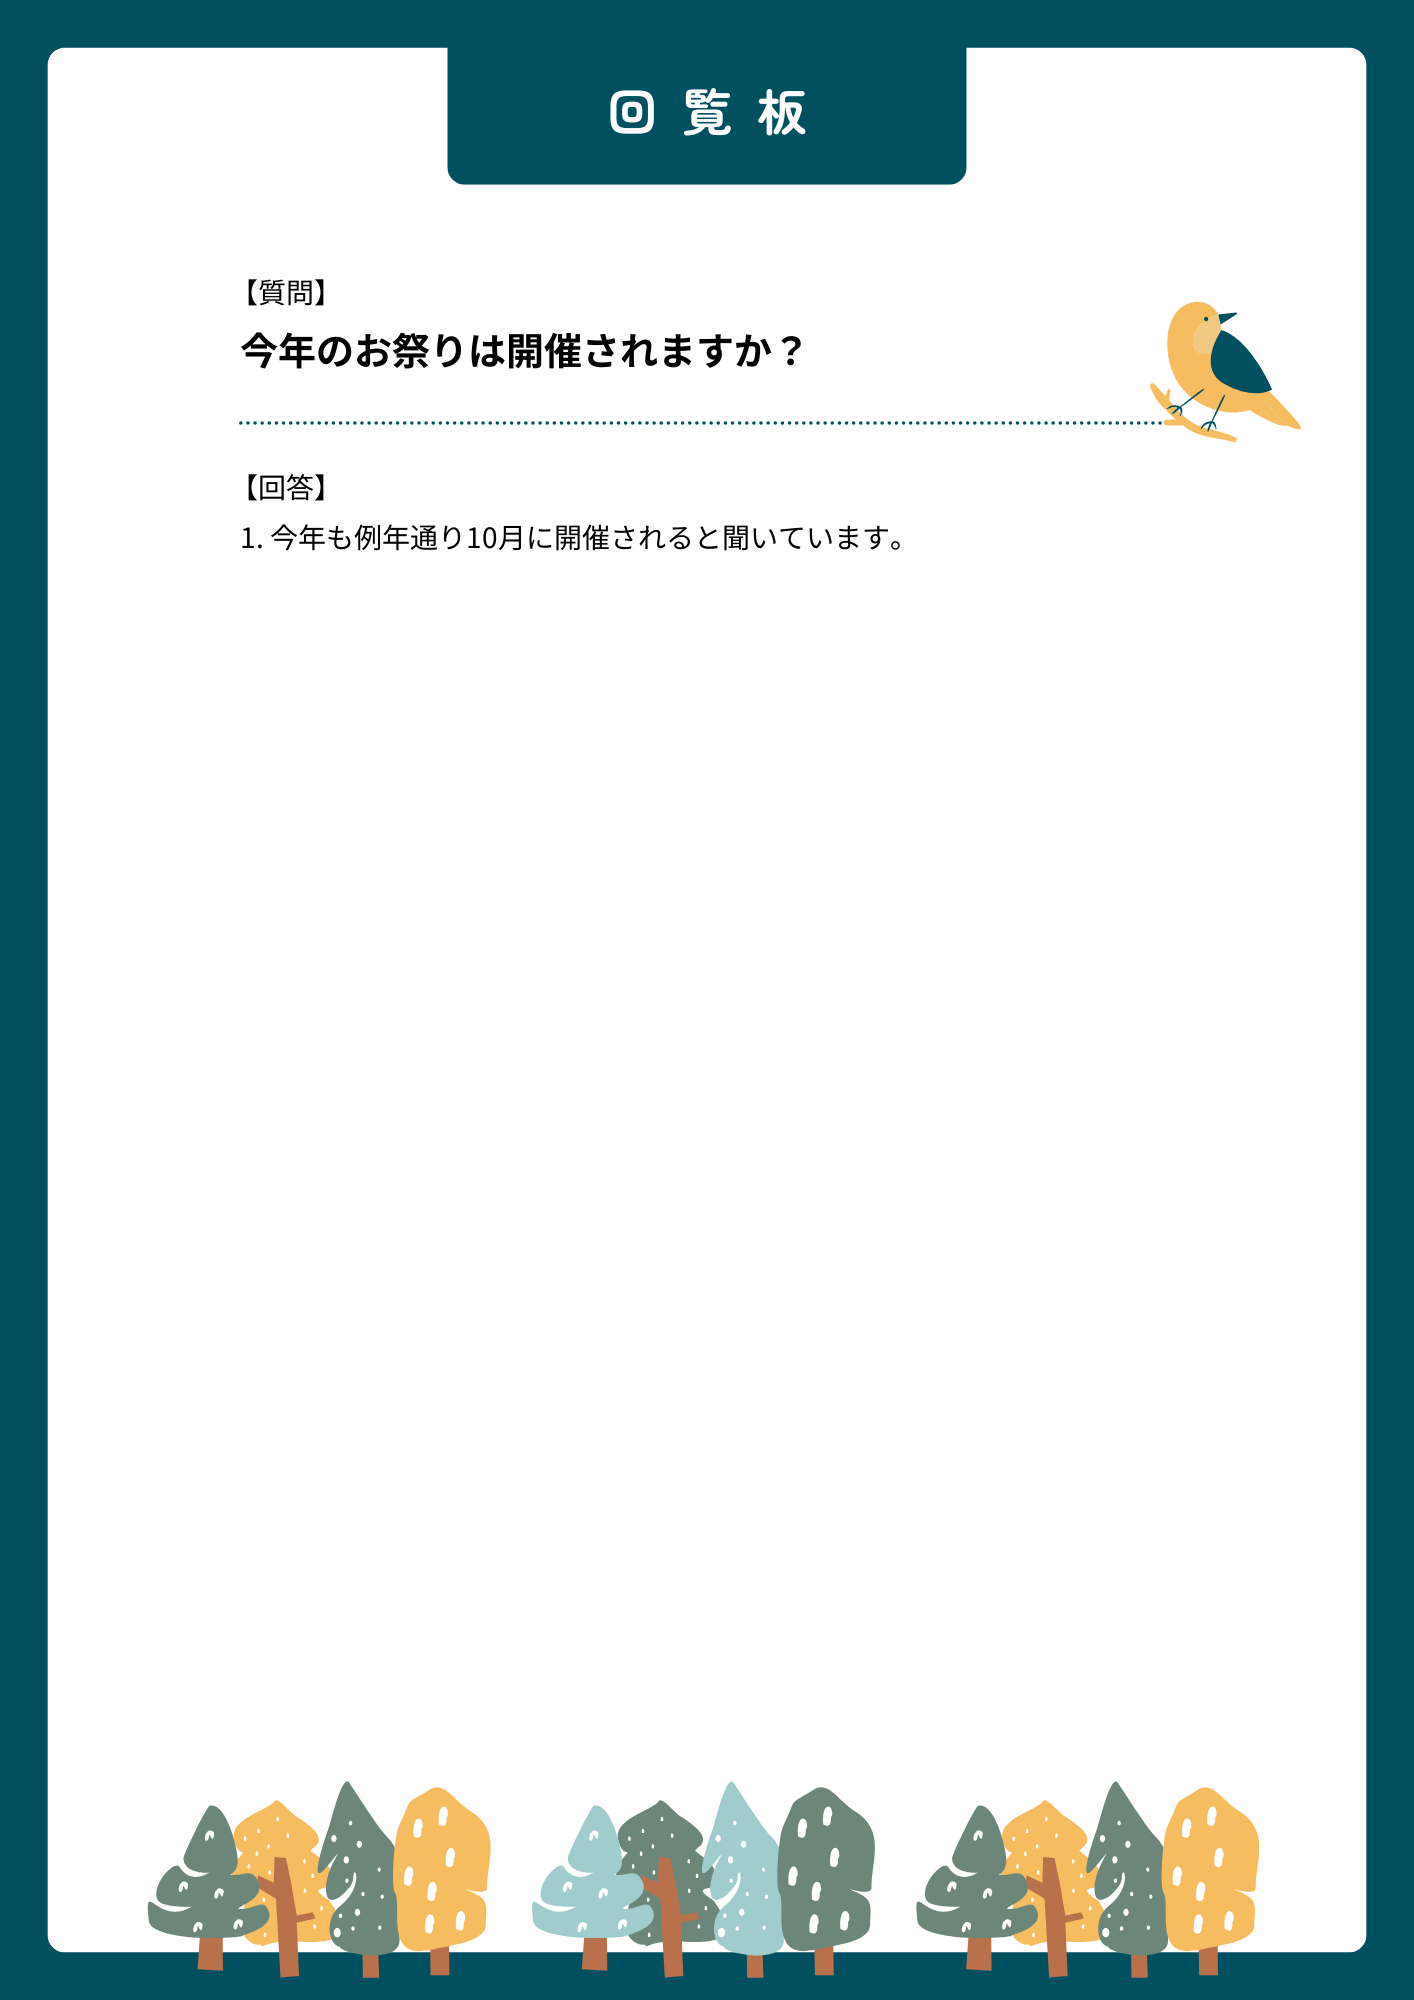 回覧板
【質問】
今年のお祭りは開催されますか？
【回答】
1. 今年も例年通り10月に開催されると聞いています。